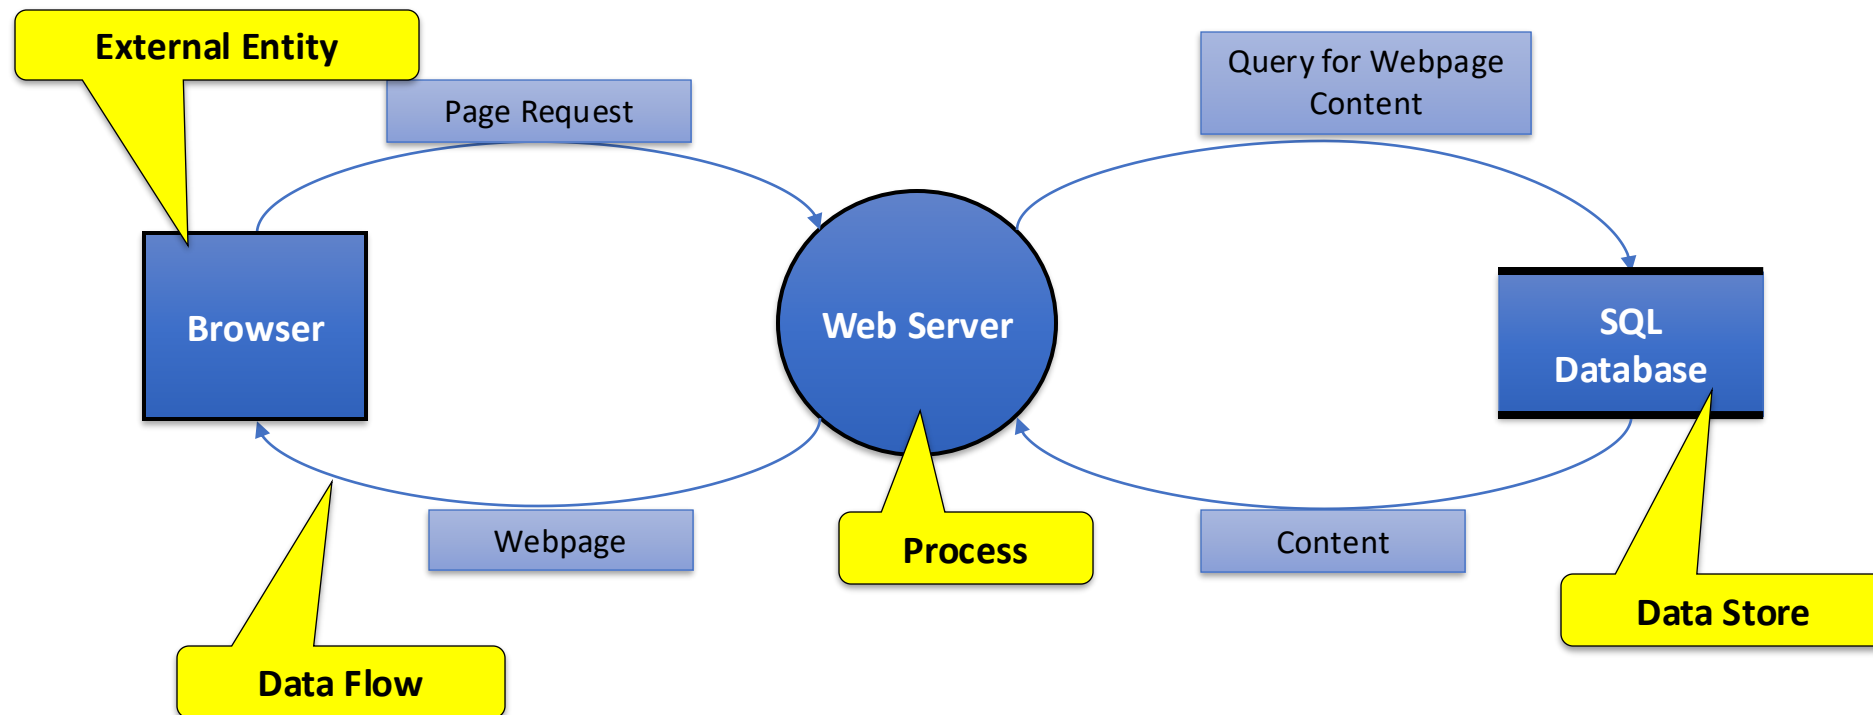 External Entity
Page Request
Query for Webpage
Content
Browser
Web Server
SQL
Database
Webpage
Process
Content
Data Store
Data Flow